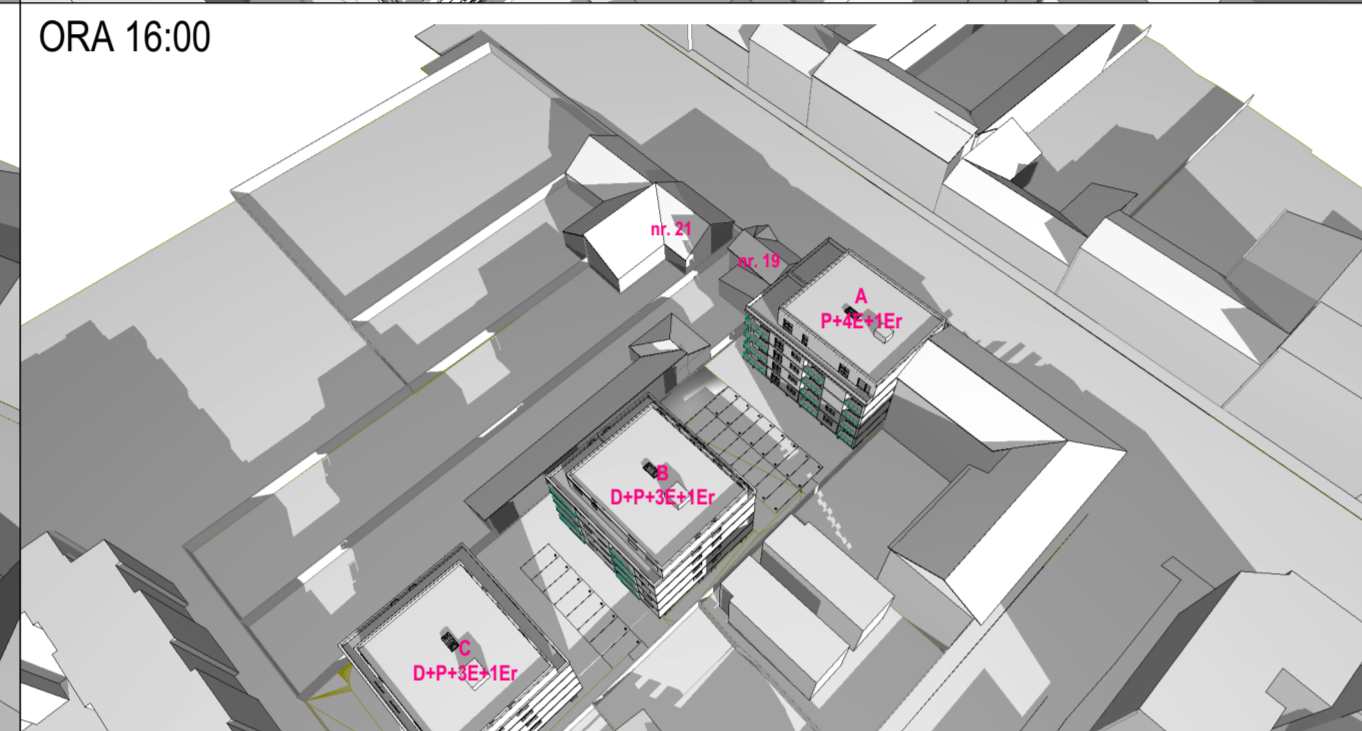 ORA 16:00
nr. 21
nr. 19
A
P+4E+1Er
B
D+P+3E+1Er
C
D+P+3E+1Er